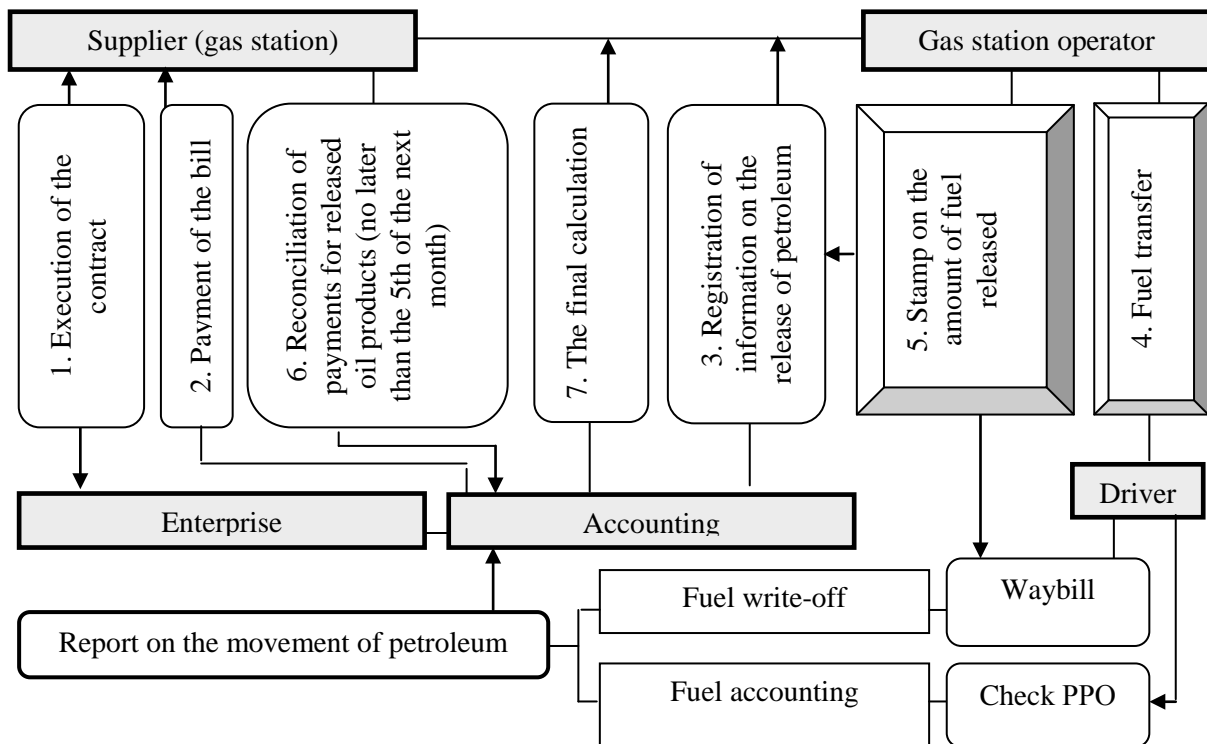 Supplier (gas station)
Gas station operator
1. Execution of the
contract
2. Payment of the bill
6. Reconciliation of
payments for released
oil products (no later
than the 5th of the next
month)
7. The final calculation
3. Registration of
information on the
release of petroleum
5. Stamp on the
amount of fuel
released
4. Fuel transfer
Enterprise
Accounting
Driver
Fuel write-off
Waybill
Report on the movement of petroleum
Fuel accounting
Check PPO